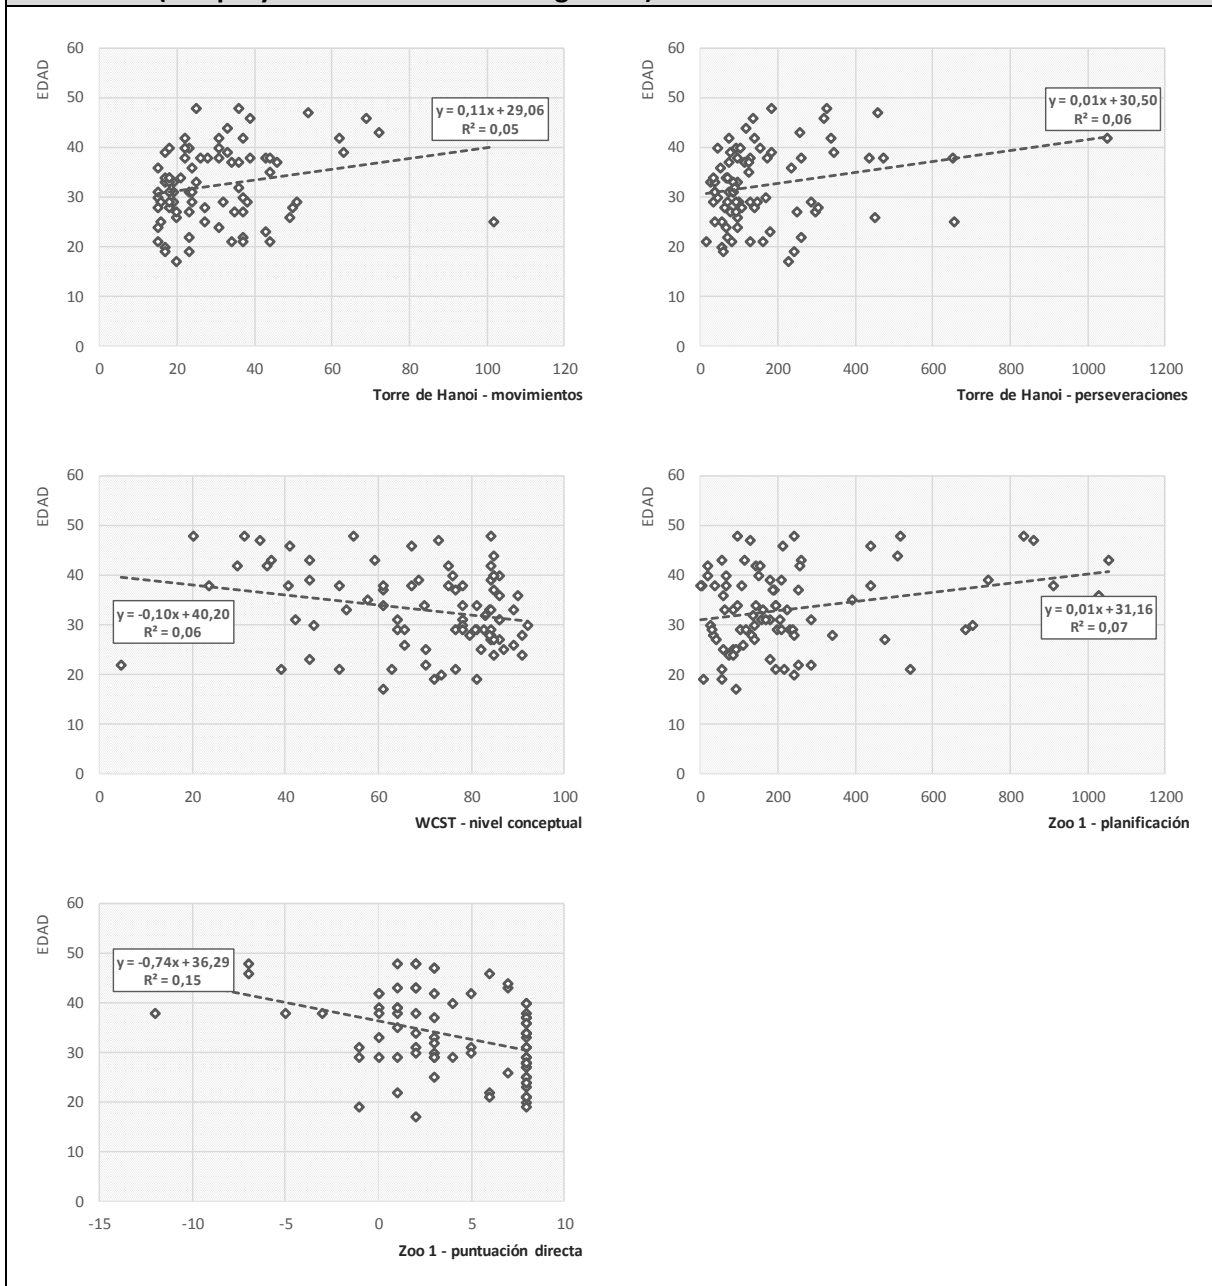 EDAD
60
50
40
30
20
10
0
y = 0,11x + 29,06
R² = 0,05
0 20 40 60 80 100 120
Torre de Hanoi - movimientos
EDAD
60
50
40
30
20
10
0
y = 0,01x + 30,50
R² = 0,06
0 200 400 600 800 1000 1200
Torre de Hanoi - perseveraciones
EDAD
60
50
40
30
20
10
0
y = -0,10x + 40,20
R² = 0,06
0 20 40 60 80 100
WCST - nivel conceptual
EDAD
60
50
40
30
20
10
0
y = 0,01x + 31,16
R² = 0,07
0 200 400 600 800 1000 1200
Zoo 1 - planificación
EDAD
60
50
40
30
20
10
0
y = -0,74x + 36,29
R² = 0,15
-15 -10 -5 0 5 10
Zoo 1 - puntuación directa